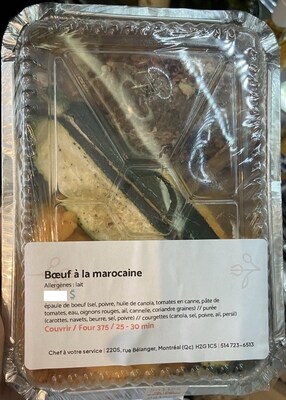 Bœuf à la marocaine
Allergènes : lait
$
épaule de boeuf (sel, poivre, huile de canola, tomates en canne, pâte de
tomates, eau, oignons rouges, ail, cannelle, coriandre graines) // purée
(carottes, navets, beurre, sel, poivre) // courgettes (canola, sel, poivre, ail, persil)
Couvrir / Four 375 / 25 - 30 min
Chef à votre service : 2205, rue Bélanger, Montréal (Qc) H2G 1C5 | 514 723-6513